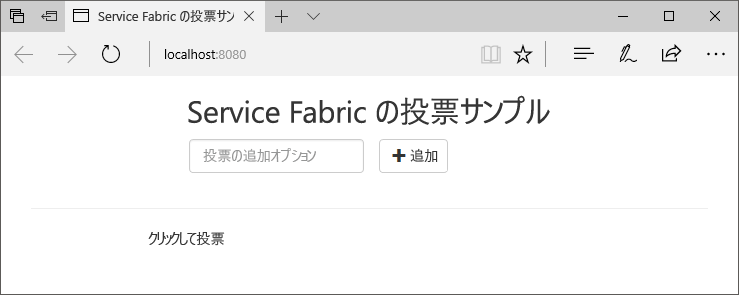 Service Fabric の投票サン
localhost:8080
Service Fabric の投票サンプル
投票の追加オプション
追加
クリックして投票